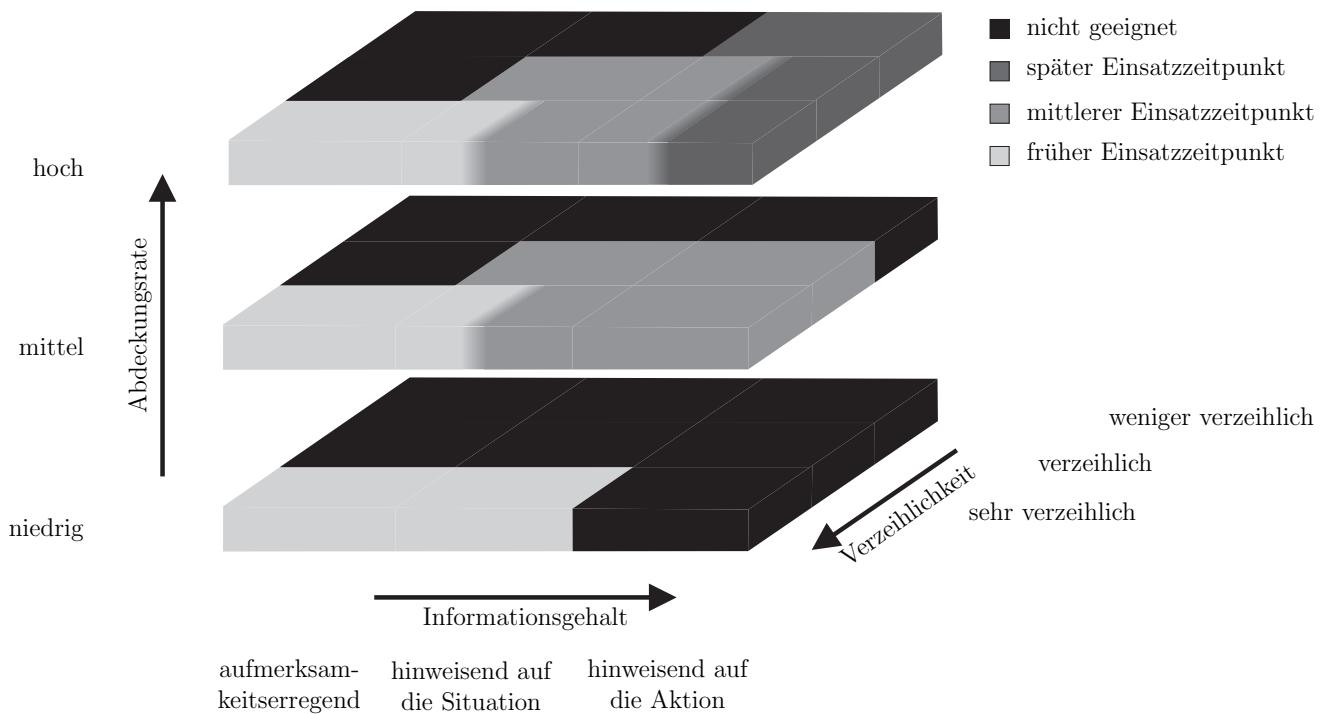 nicht geeignet
später Einsatzzeitpunkt
mittlerer Einsatzzeitpunkt
früher Einsatzzeitpunkt
hoch
mittel
niedrig
Abdeckungsrate
weniger verzeihlich
verzeihlich
sehr verzeihlich
Verzeihlichkeit
Informationsgehalt
aufmerksam-
keitserregend
hinweisend auf
die Situation
hinweisend auf
die Aktion